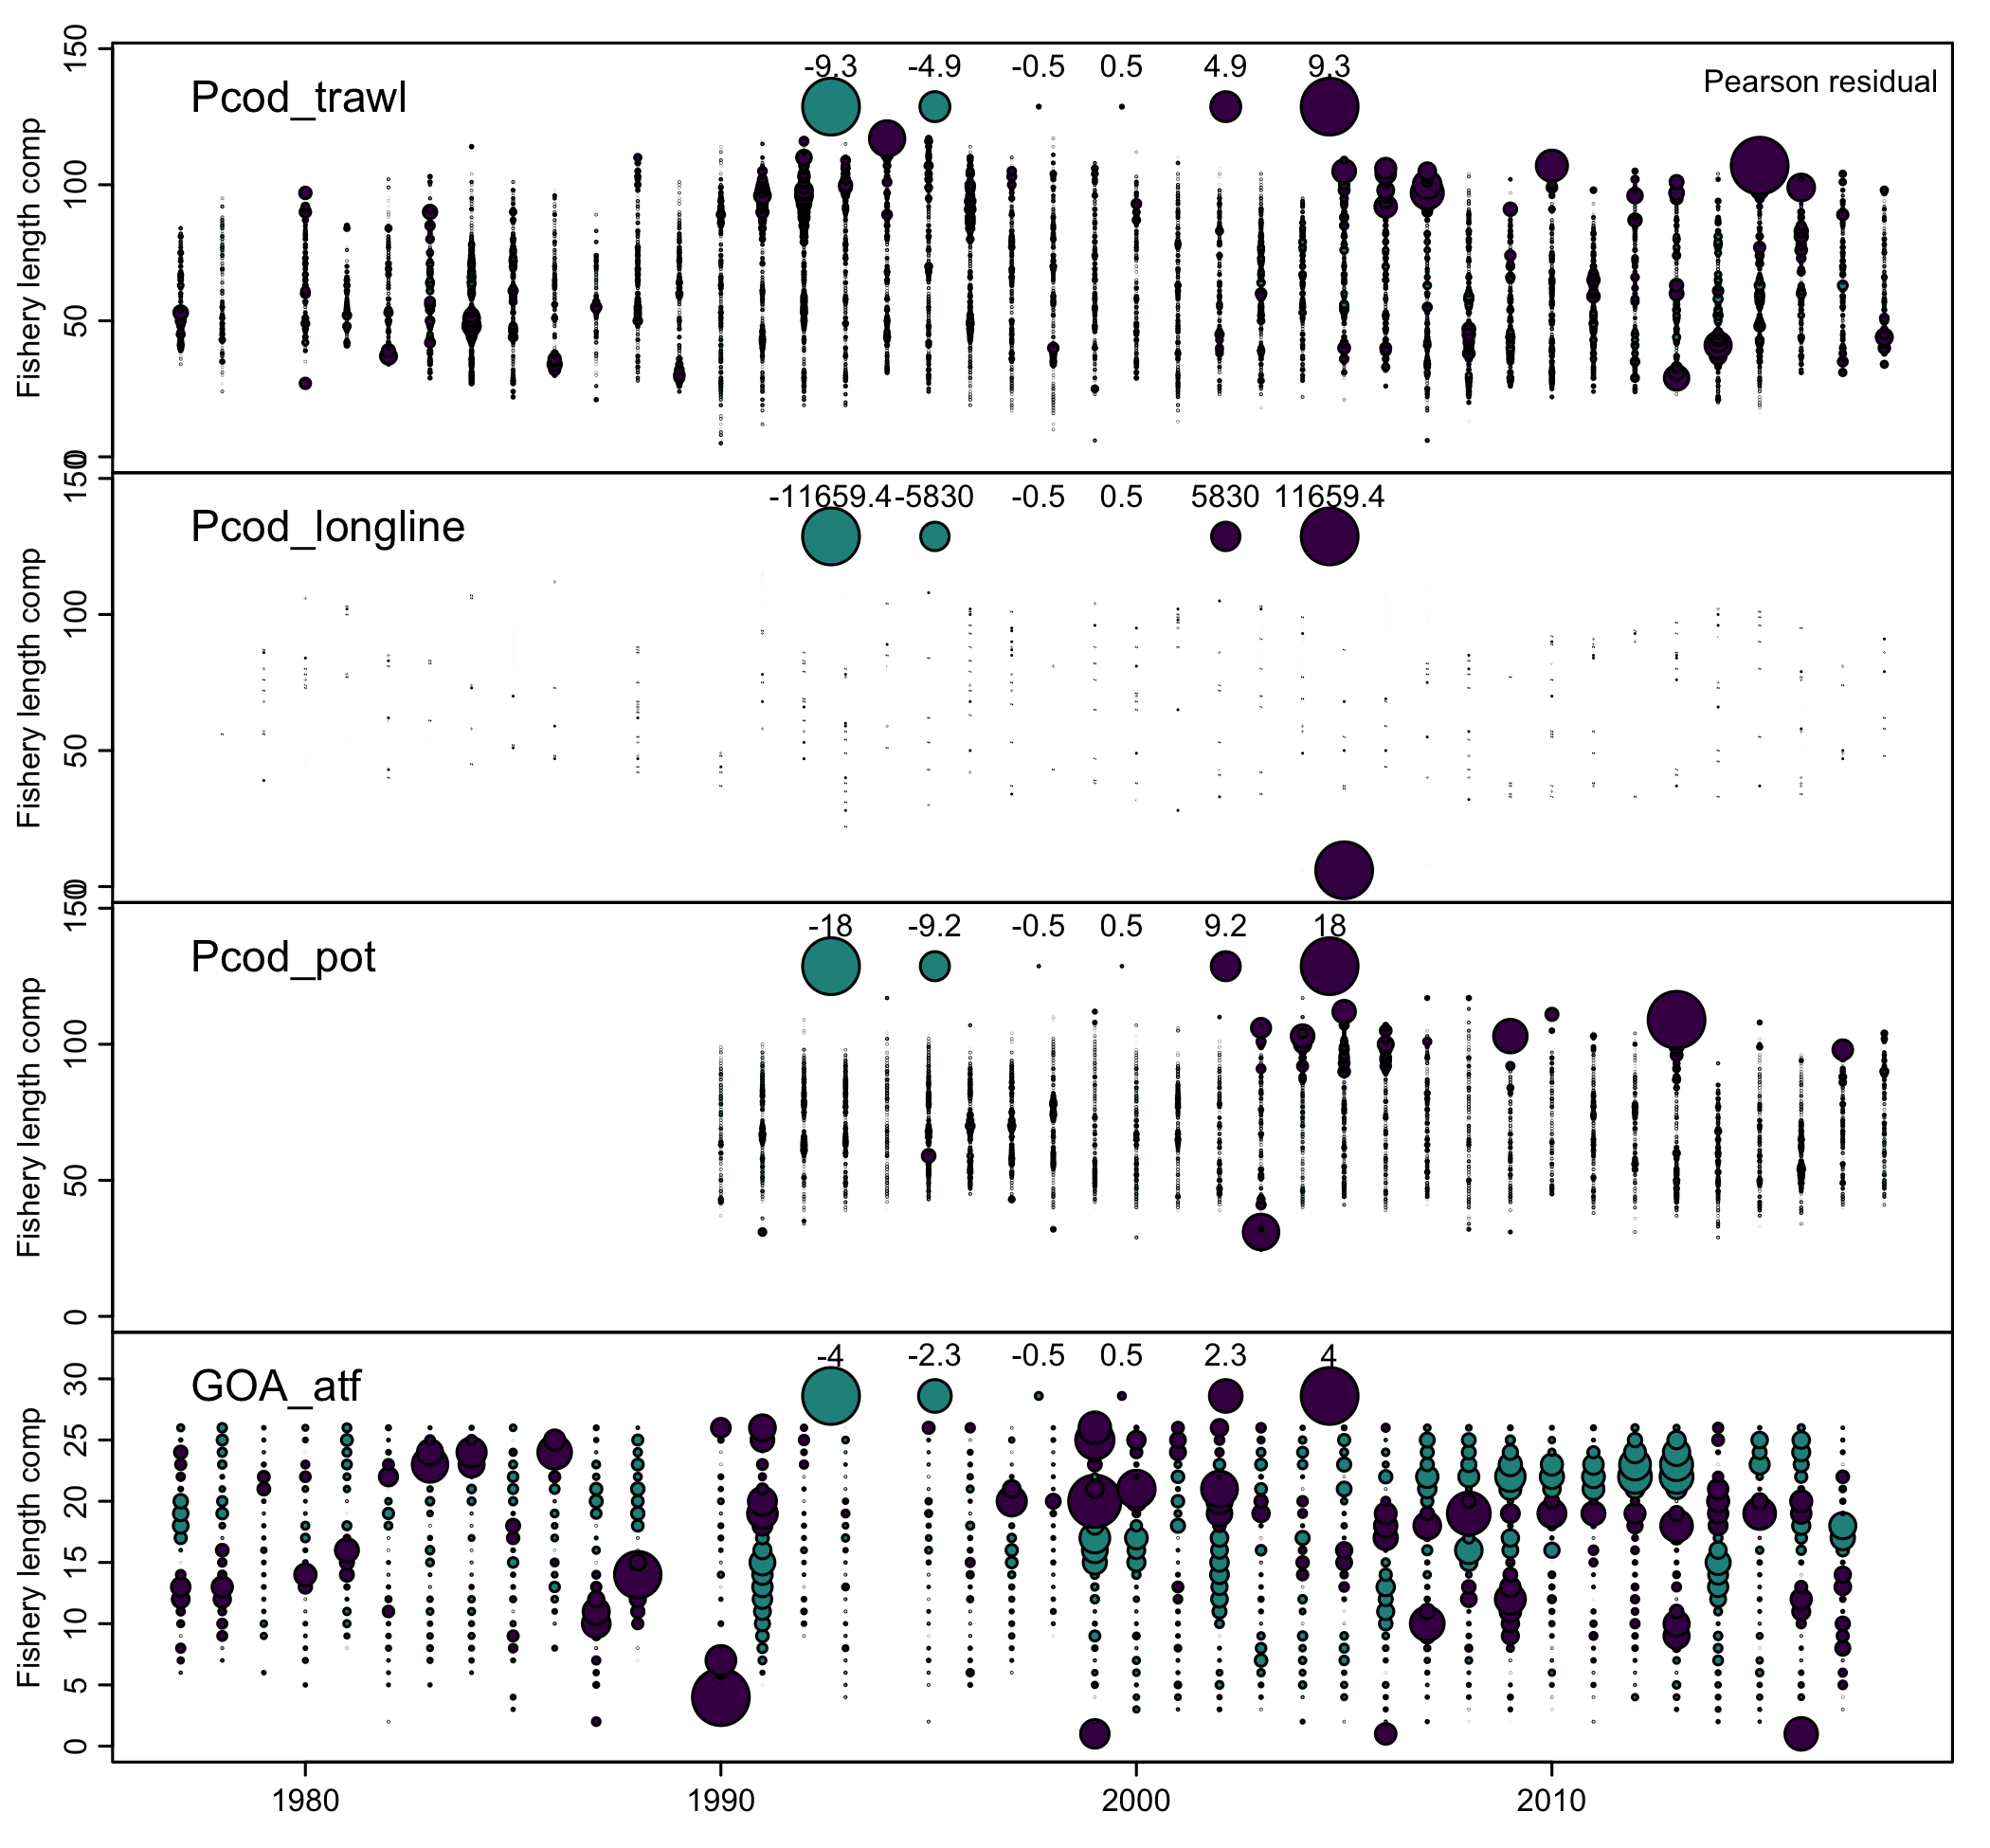 -9.3 -4.9 -0.5 0.5 4.9 9.3
Pcod_trawl
Pearson residual
Fishery length comp
150
100
50
0
-11659.4 -5830 -0.5 0.5 5830 11659.4
Pcod_longline
Fishery length comp
150
100
50
0
-18 -9.2 -0.5 0.5 9.2 18
Pcod_pot
Fishery length comp
150
100
50
0
-4 -2.3 -0.5 0.5 2.3 4
GOA_atf
Fishery length comp
30
25
20
15
10
5
0
1980 1990 2000 2010